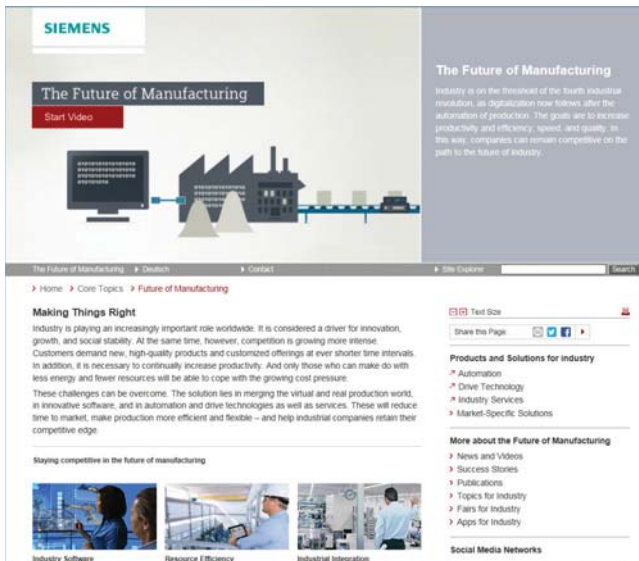 SIEMENS
The Future of Manufacturing
Start Video
The Future of Manufacturing
Industry is on the threshold of the fourth industrial
revolution, as digitalization now follows after the
automation of production. The goals are to increase
productivity and efficiency, speed, and quality. In
this way, companies can remain competitive on the
path to the future of industry.
The Future of Manufacturing Deutsch Contact Site Explorer Search
Home Core Topics Future of Manufacturing
Making Things Right
Industry is playing an increasingly important role worldwide. It is considered a driver for innovation,
growth, and social stability. At the same time, however, competition is growing more intense.
Customers demand new, high-quality products and customized offerings at ever shorter time intervals.
In addition, it is necessary to continually increase productivity. And only those who can make do with
less energy and fewer resources will be able to cope with the growing cost pressure.
These challenges can be overcome. The solution lies in merging the virtual and real production world,
in innovative software, and in automation and drive technologies as well as services. These will reduce
time to market, make production more efficient and flexible – and help industrial companies retain their
competitive edge.
Staying competitive in the future of manufacturing
Industry Software
Resource Efficiency
Industrial Integration
Text Size
Share this Page:
Products and Solutions for industry
Automation
Drive Technology
Industry Services
Market-Specific Solutions
More about the Future of Manufacturing
News and Videos
Success Stories
Publications
Topics for Industry
Fairs for Industry
Apps for Industry
Social Media Networks